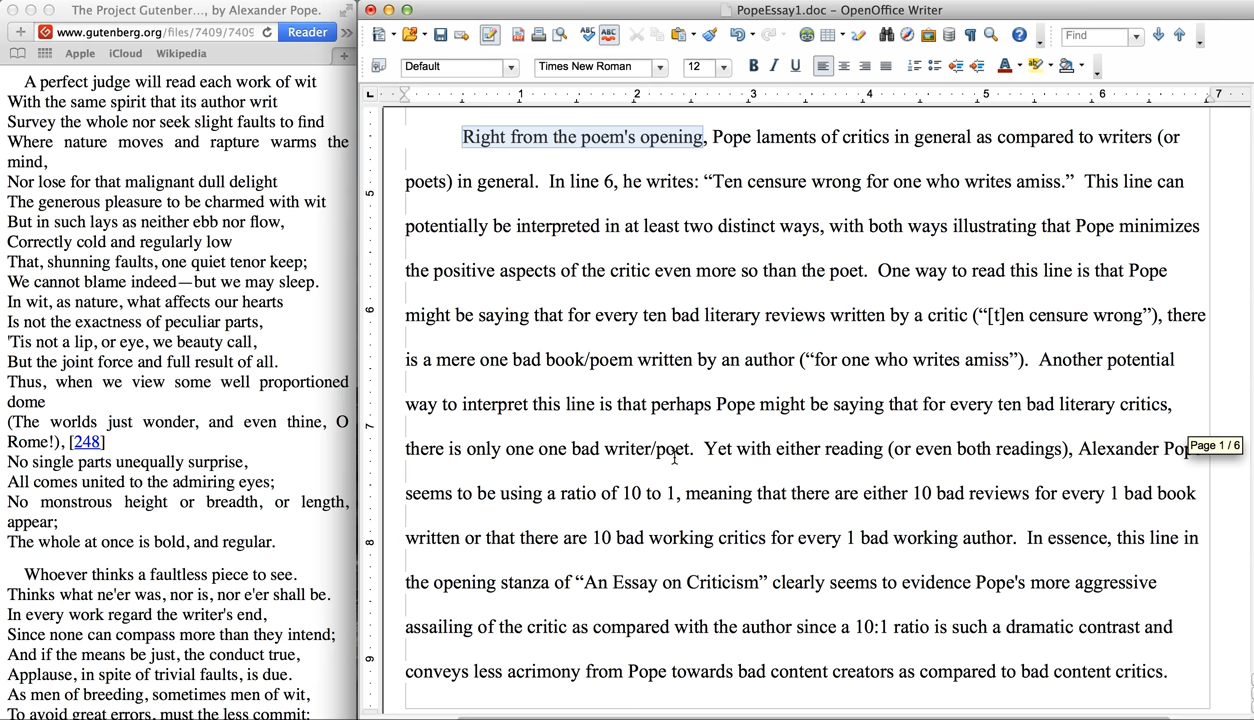 The Project Gutenber..., by Alexander Pope.
www.gutenberg.org/files/7409/7409
Reader
Apple iCloud Wikipedia
A perfect judge will read each work of wit
With the same spirit that its author writ
Survey the whole nor seek slight faults to find
Where nature moves and rapture warms the
mind,
Nor lose for that malignant dull delight
The generous pleasure to be charmed with wit
But in such lays as neither ebb nor flow,
Correctly cold and regularly low
That, shunning faults, one quiet tenor keep;
We cannot blame indeed—but we may sleep.
In wit, as nature, what affects our hearts
Is not the exactness of peculiar parts,
'Tis not a lip, or eye, we beauty call,
But the joint force and full result of all.
Thus, when we view some well proportioned
dome
(The worlds just wonder, and even thine, O
Rome!), [248]
No single parts unequally surprise,
All comes united to the admiring eyes;
No monstrous height or breadth, or length,
appear;
The whole at once is bold, and regular.
Whoever thinks a faultless piece to see.
Thinks what ne'er was, nor is, nor e'er shall be.
In every work regard the writer's end,
Since none can compass more than they intend;
And if the means be just, the conduct true,
Applause, in spite of trivial faults, is due.
As men of breeding, sometimes men of wit,
To avoid great errors, must the less commit;
PopeEssay1.doc - OpenOffice Writer
ABC ABC Find
Default Times New Roman 12 B I U
1 2 3 4 5 6 7
5
6
7
8
9
Right from the poem's opening, Pope laments of critics in general as compared to writers (or
poets) in general. In line 6, he writes: “Ten censure wrong for one who writes amiss.” This line can
potentially be interpreted in at least two distinct ways, with both ways illustrating that Pope minimizes
the positive aspects of the critic even more so than the poet. One way to read this line is that Pope
might be saying that for every ten bad literary reviews written by a critic (“[t]en censure wrong”), there
is a mere one bad book/poem written by an author (“for one who writes amiss”). Another potential
way to interpret this line is that perhaps Pope might be saying that for every ten bad literary critics,
there is only one one bad writer/poet. Yet with either reading (or even both readings), Alexander Pop
Page 1 / 6
seems to be using a ratio of 10 to 1, meaning that there are either 10 bad reviews for every 1 bad book
written or that there are 10 bad working critics for every 1 bad working author. In essence, this line in
the opening stanza of “An Essay on Criticism” clearly seems to evidence Pope's more aggressive
assailing of the critic as compared with the author since a 10:1 ratio is such a dramatic contrast and
conveys less acrimony from Pope towards bad content creators as compared to bad content critics.